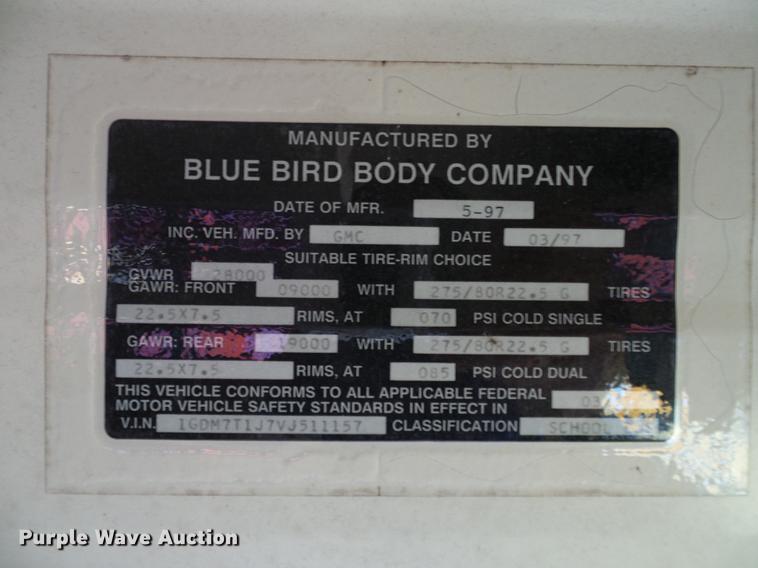 MANUFACTURED BY
BLUE BIRD BODY COMPANY
DATE OF MFR. 5-97
INC. VEH. MFD. BY GMC DATE 03/97
SUITABLE TIRE-RIM CHOICE
GVWR 28000
GAWR: FRONT 09000 WITH 275/80R22.5 G TIRES
22.5X7.5 RIMS, AT 070 PSI COLD SINGLE
GAWR: REAR 19000 WITH 275/80R22.5 G TIRES
22.5X7.5 RIMS, AT 085 PSI COLD DUAL
THIS VEHICLE CONFORMS TO ALL APPLICABLE FEDERAL
MOTOR VEHICLE SAFETY STANDARDS IN EFFECT IN
V.I.N. 1GDM7T1J7VJ511157 CLASSIFICATION SCHOOL
Purple Wave Auction